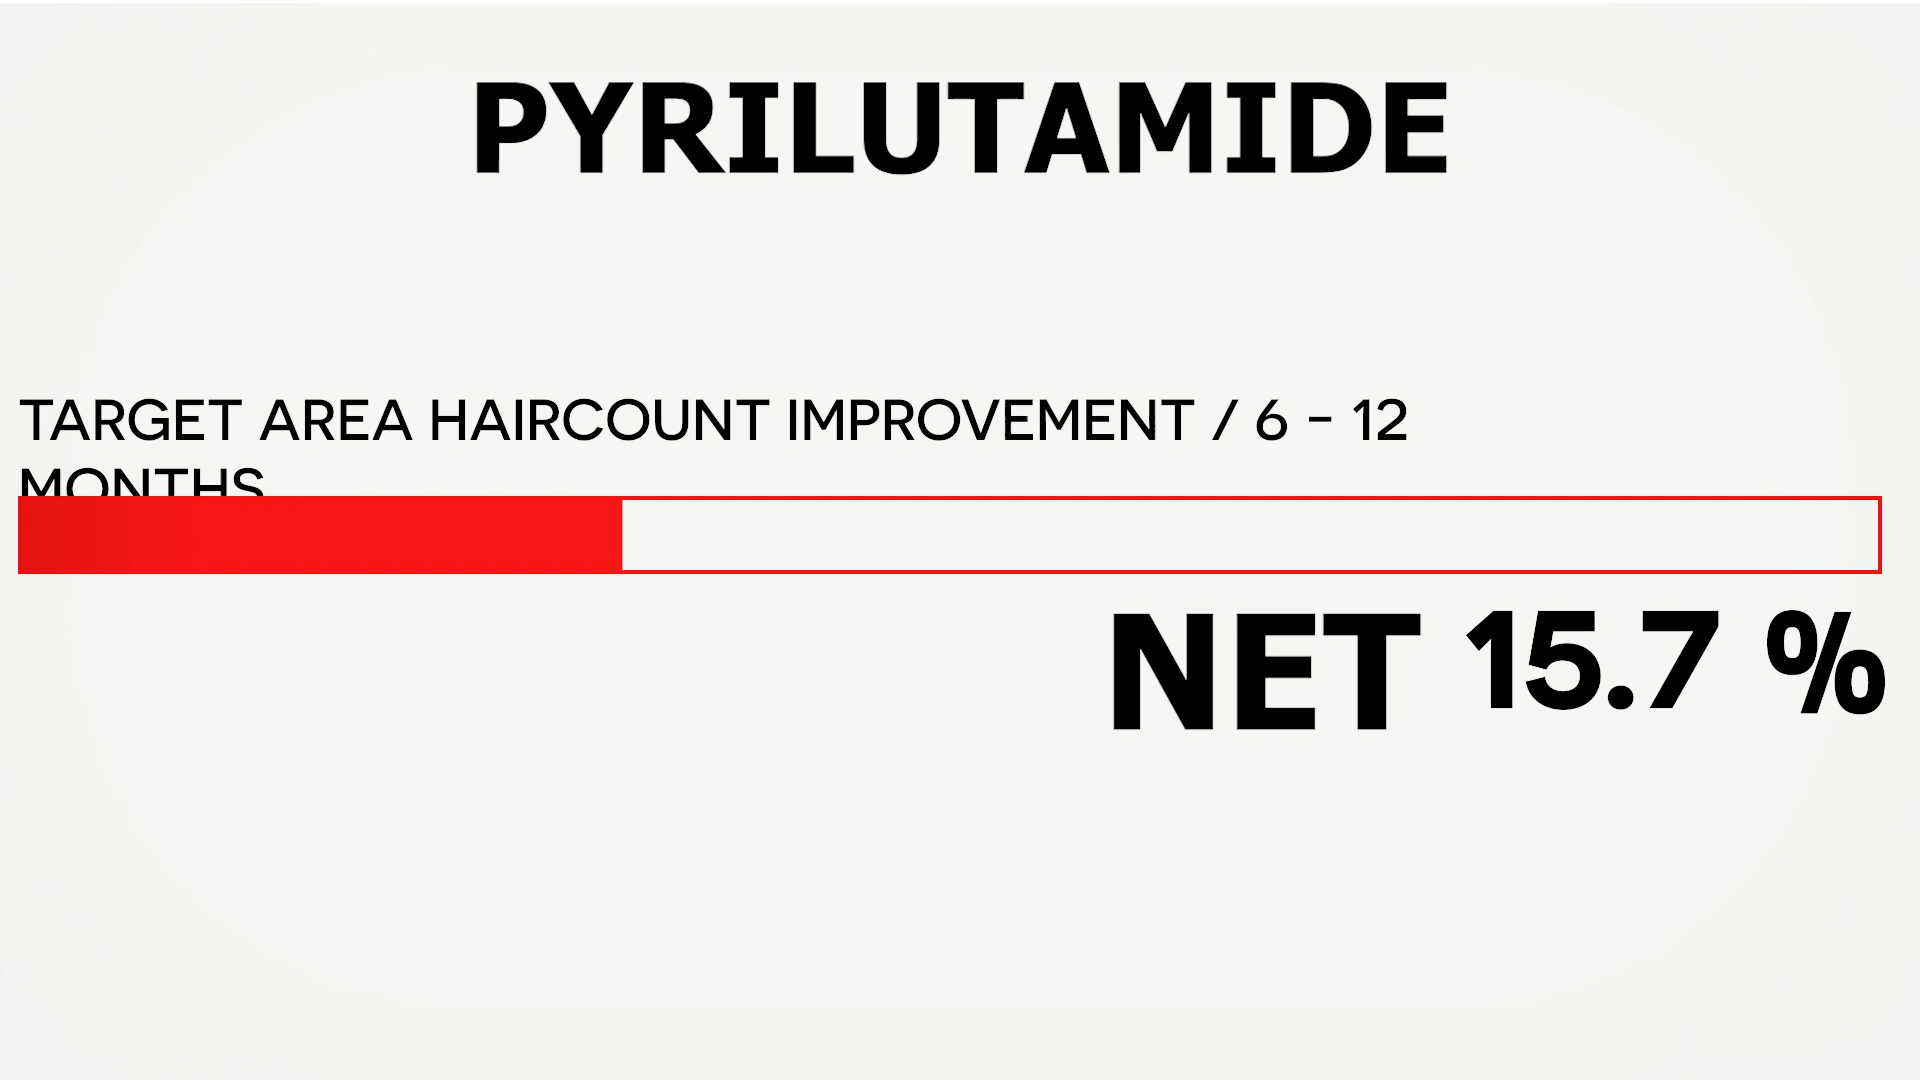 PYRILUTAMIDE
TARGET AREA HAIRCOUNT IMPROVEMENT / 6 - 12
MONTHS
NET 15.7 %